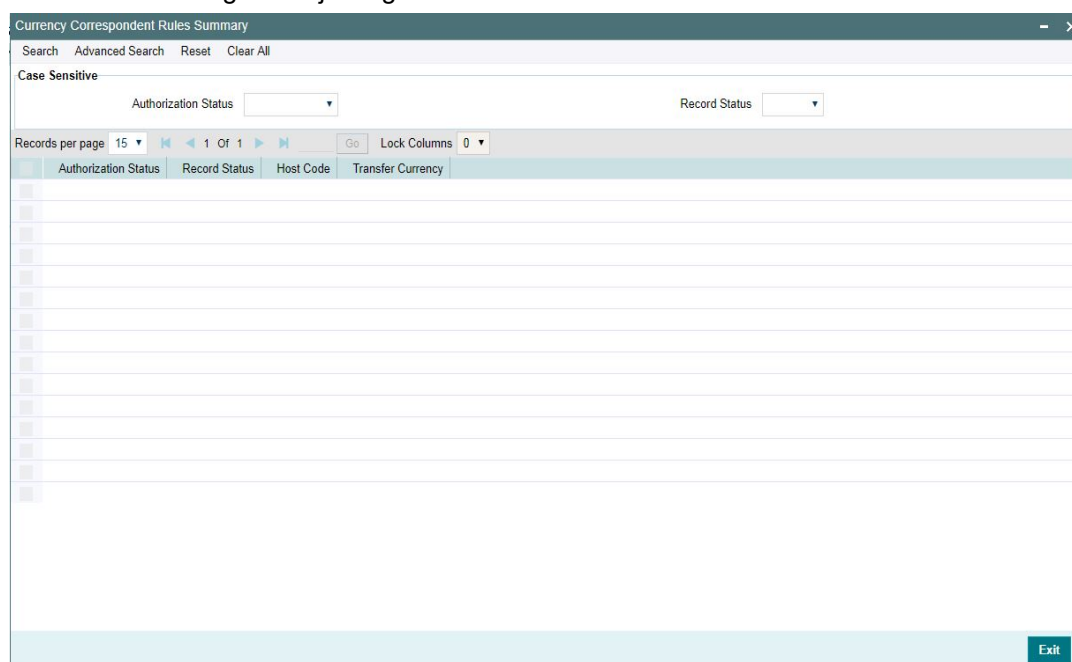 Currency Correspondent Rules Summary
Search Advanced Search Reset Clear All
Case Sensitive
Authorization Status Record Status
Records per page 15 1 Of 1 Go Lock Columns 0
Authorization Status Record Status Host Code Transfer Currency
Exit